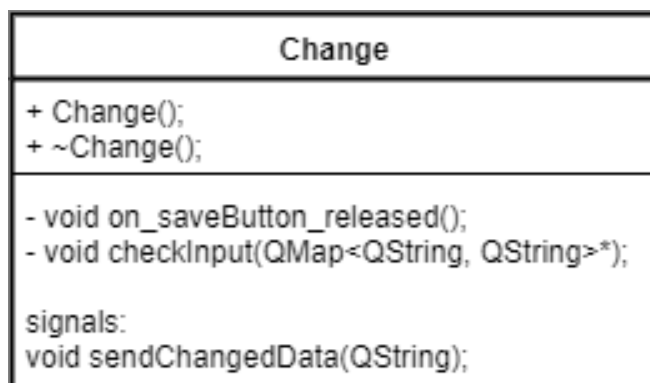 Change
+ Change();
+ ~Change();
- void on_saveButton_released();
- void checkInput(QMap<QString, QString>*);
signals:
void sendChangedData(QString);